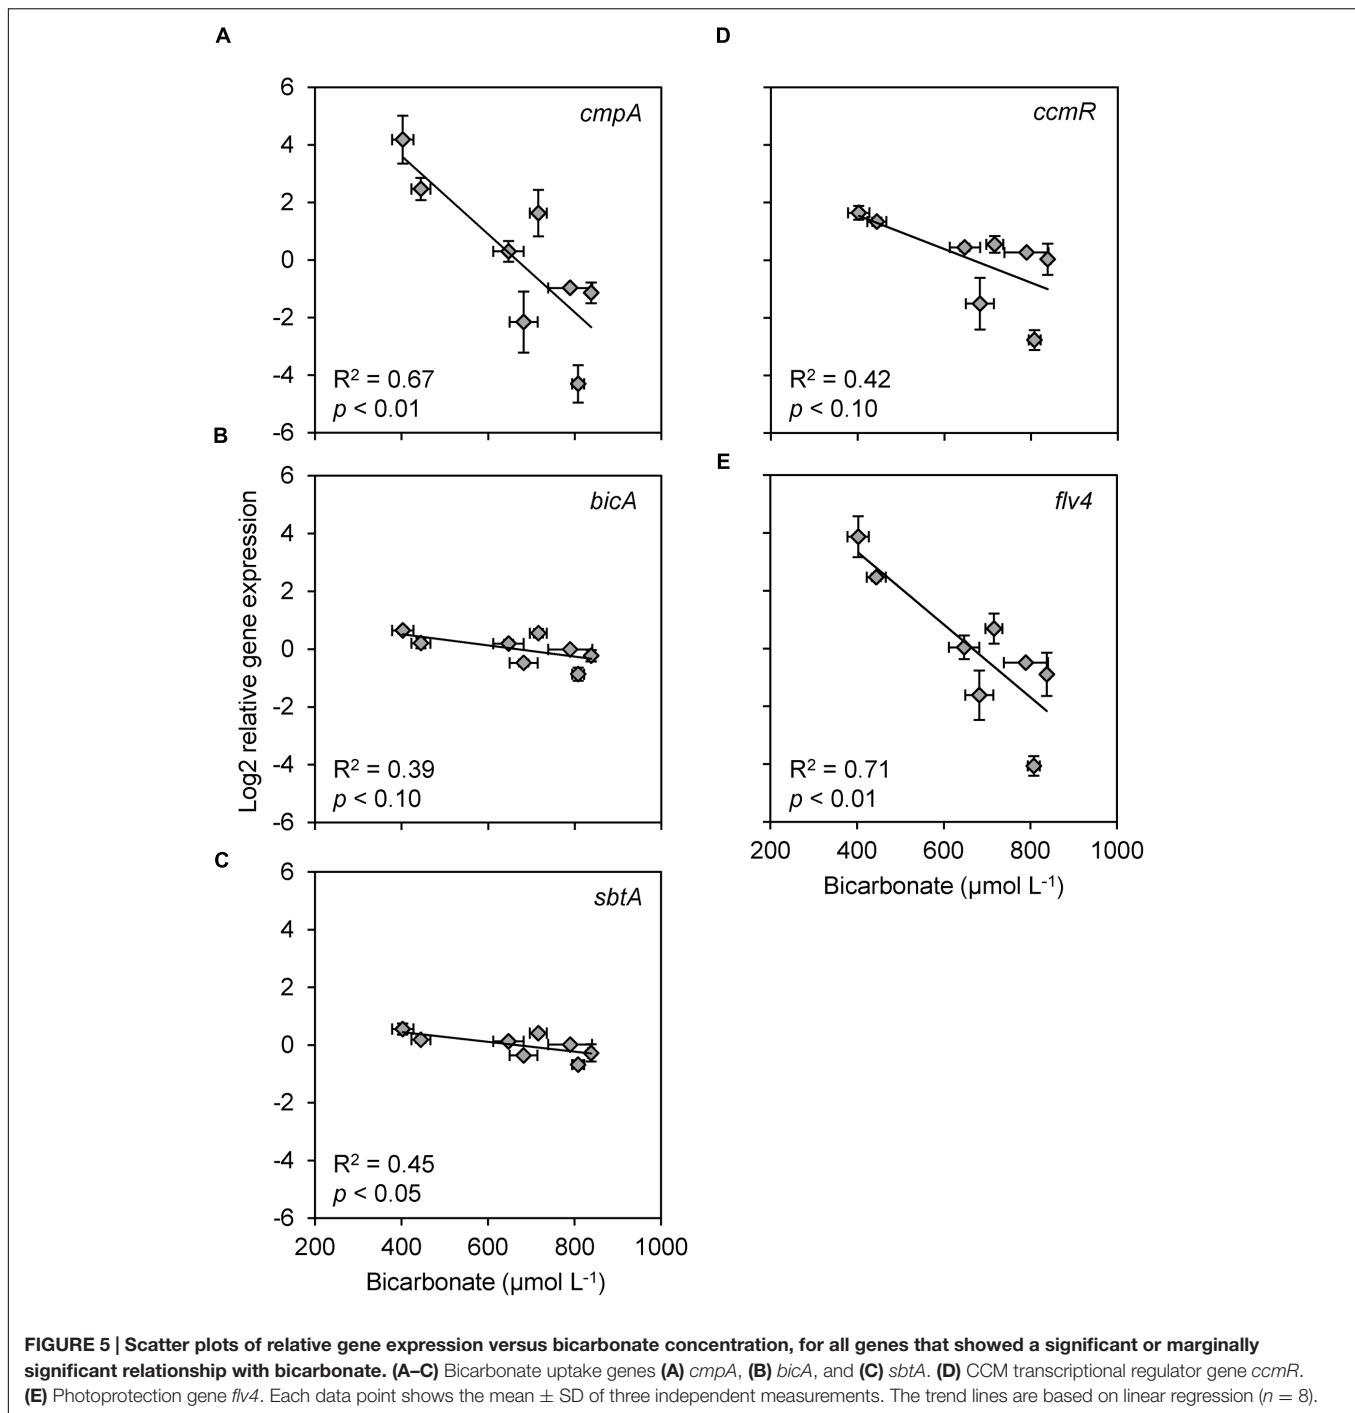 A
6
4
2
0
-2
-4
-6
cmpA
R² = 0.67
p < 0.01
B
6
4
2
0
-2
-4
-6
bicA
R² = 0.39
p < 0.10
Log2 relative gene expression
C
6
4
2
0
-2
-4
-6
sbtA
R² = 0.45
p < 0.05
200 400 600 800 1000
Bicarbonate (µmol L⁻¹)
D
ccmR
R² = 0.42
p < 0.10
E
flv4
R² = 0.71
p < 0.01
200 400 600 800 1000
Bicarbonate (µmol L⁻¹)
FIGURE 5 | Scatter plots of relative gene expression versus bicarbonate concentration, for all genes that showed a significant or marginally
significant relationship with bicarbonate. (A–C) Bicarbonate uptake genes (A) cmpA, (B) bicA, and (C) sbtA. (D) CCM transcriptional regulator gene ccmR.
(E) Photoprotection gene flv4. Each data point shows the mean ± SD of three independent measurements. The trend lines are based on linear regression (n = 8).